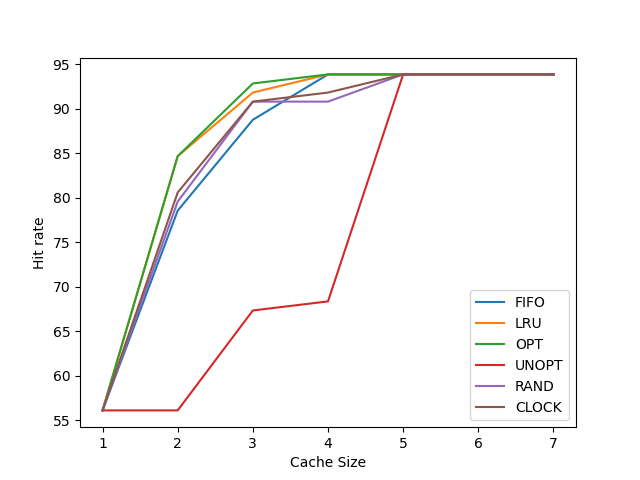 95
90
85
80
75
70
65
60
55
Hit rate
FIFO
LRU
OPT
UNOPT
RAND
CLOCK
1 2 3 4 5 6 7
Cache Size